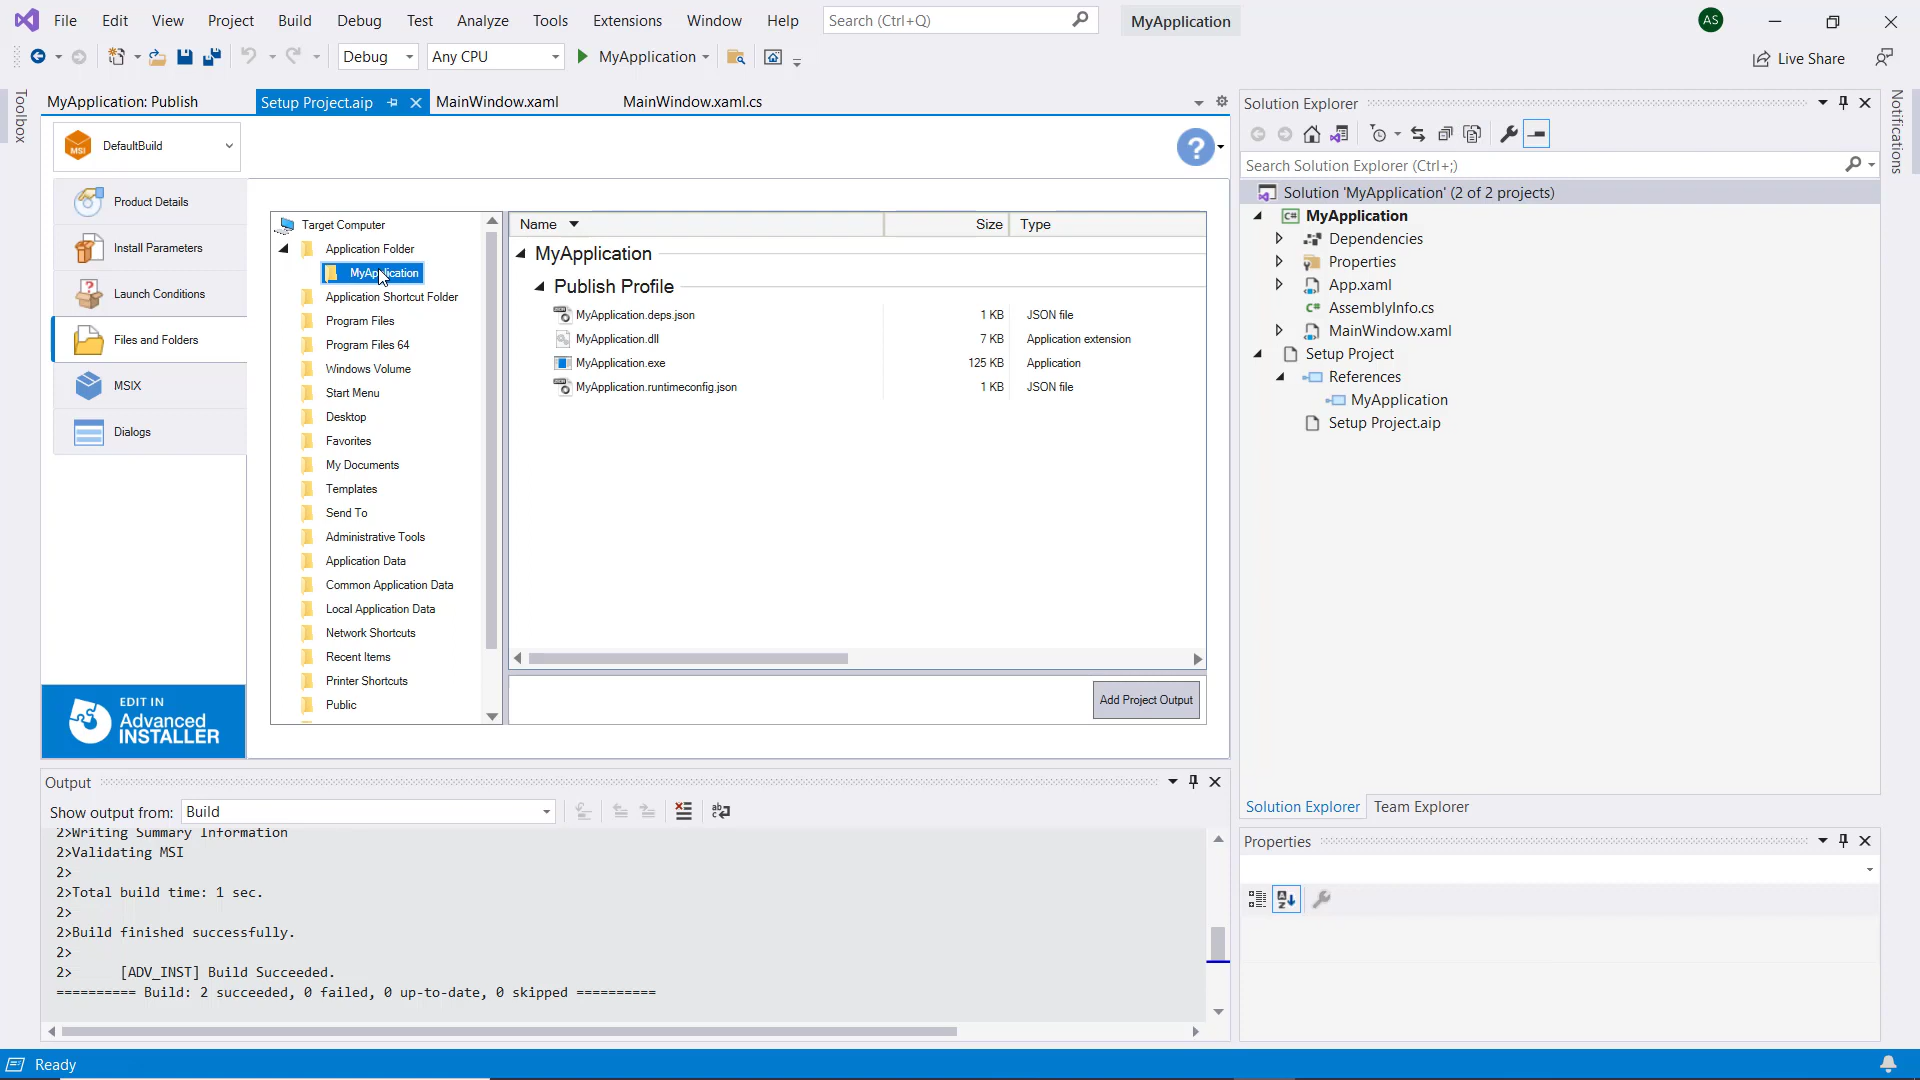 File Edit View Project Build Debug Test Analyze Tools Extensions Window Help Search (Ctrl+Q) MyApplication AS
Debug Any CPU MyApplication Live Share
Toolbox
MyApplication: Publish Setup Project.aip MainWindow.xaml MainWindow.xaml.cs
MSI DefaultBuild
?
Product Details
Install Parameters
Launch Conditions
Files and Folders
MSIX
Dialogs
EDIT IN
Advanced
INSTALLER
Target Computer
Application Folder
MyApplication
Application Shortcut Folder
Program Files
Program Files 64
Windows Volume
Start Menu
Desktop
Favorites
My Documents
Templates
Send To
Administrative Tools
Application Data
Common Application Data
Local Application Data
Network Shortcuts
Recent Items
Printer Shortcuts
Public
Name Size Type
MyApplication
Publish Profile
MyApplication.deps.json 1 KB JSON file
MyApplication.dll 7 KB Application extension
MyApplication.exe 125 KB Application
MyApplication.runtimeconfig.json 1 KB JSON file
Add Project Output
Output
Show output from: Build
2>Writing Summary Information
2>Validating MSI
2>
2>Total build time: 1 sec.
2>
2>Build finished successfully.
2>
2> [ADV_INST] Build Succeeded.
========== Build: 2 succeeded, 0 failed, 0 up-to-date, 0 skipped ==========
Solution Explorer
Search Solution Explorer (Ctrl+;)
Solution 'MyApplication' (2 of 2 projects)
C# MyApplication
Dependencies
Properties
App.xaml
C# AssemblyInfo.cs
MainWindow.xaml
Setup Project
References
MyApplication
Setup Project.aip
Solution Explorer Team Explorer
Properties
Notifications
Ready